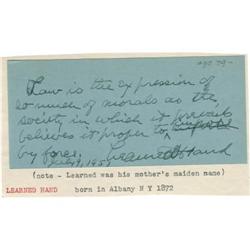 Law is the expression of
so much of morals as the
society in which it prevails
believes it proper to
by force. Learned Hand
(note - Learned was his mother's maiden name)
LEARNED HAND born in Albany N Y 1872